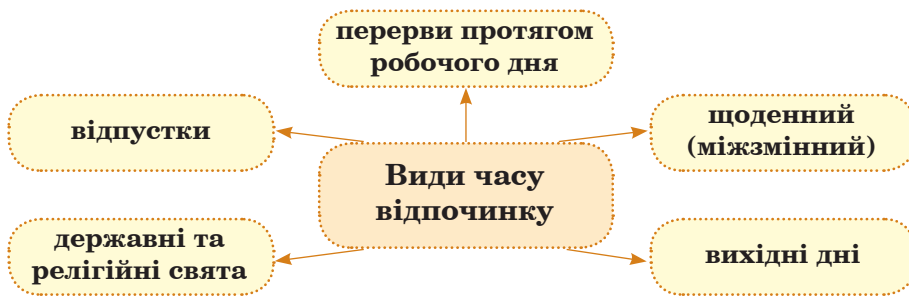 перерви протягом
робочого дня
відпустки
щоденний
(міжзмінний)
Види часу
відпочинку
державні та
релігійні свята
вихідні дні